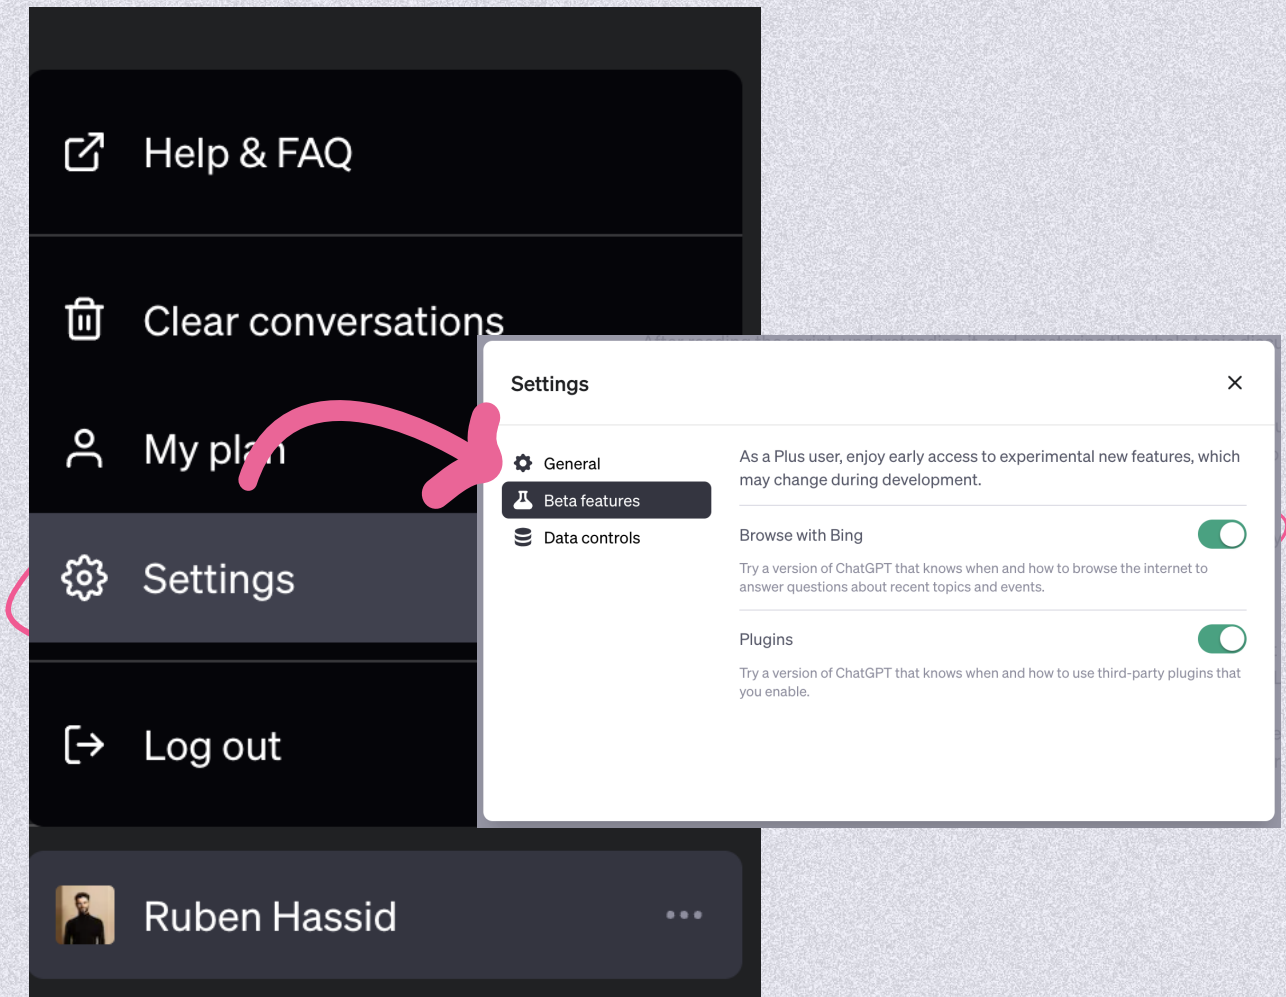 Help & FAQ
Clear conversations
My plan
Settings
Log out
Ruben Hassid
Settings
General
Beta features
Data controls
As a Plus user, enjoy early access to experimental new features, which
may change during development.
Browse with Bing
Try a version of ChatGPT that knows when and how to browse the internet to
answer questions about recent topics and events.
Plugins
Try a version of ChatGPT that knows when and how to use third-party plugins that
you enable.